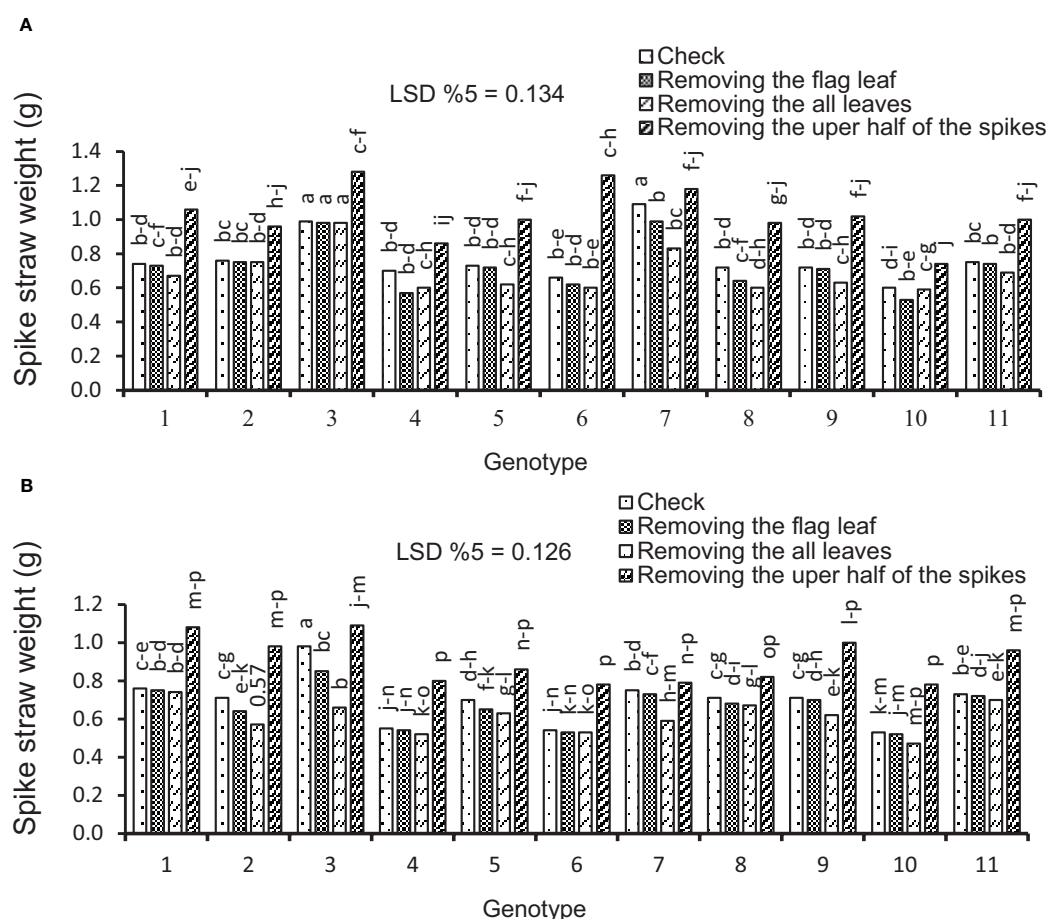 A
Check
Removing the flag leaf
Removing the all leaves
Removing the uper half of the spikes
LSD %5 = 0.134
Spike straw weight (g)
1.4
1.2
1.0
0.8
0.6
0.4
0.2
0.0
b-d c-f b-d e-j
bc bc b-d h-j
a a a c-f
b-d b-d c-h ij
b-d b-d c-h f-j
b-e b-d b-e c-h
a b bc f-j
b-d c-f d-h g-j
b-d b-d c-h f-j
d-i b-e c-g j
bc b b-d f-j
1 2 3 4 5 6 7 8 9 10 11
Genotype
B
Check
Removing the flag leaf
Removing the all leaves
Removing the uper half of the spikes
LSD %5 = 0.126
Spike straw weight (g)
1.2
1.0
0.8
0.6
0.4
0.2
0.0
c-e b-d b-d m-p
c-g e-k 0.57 m-p
a bc b j-m
j-n j-n k-o p
d-h f-k g-l n-p
j-n k-n k-o p
b-d c-f h-m n-p
c-g d-i g-l op
c-g d-h e-k l-p
k-m j-m m-p p
b-e d-j e-k m-p
1 2 3 4 5 6 7 8 9 10 11
Genotype